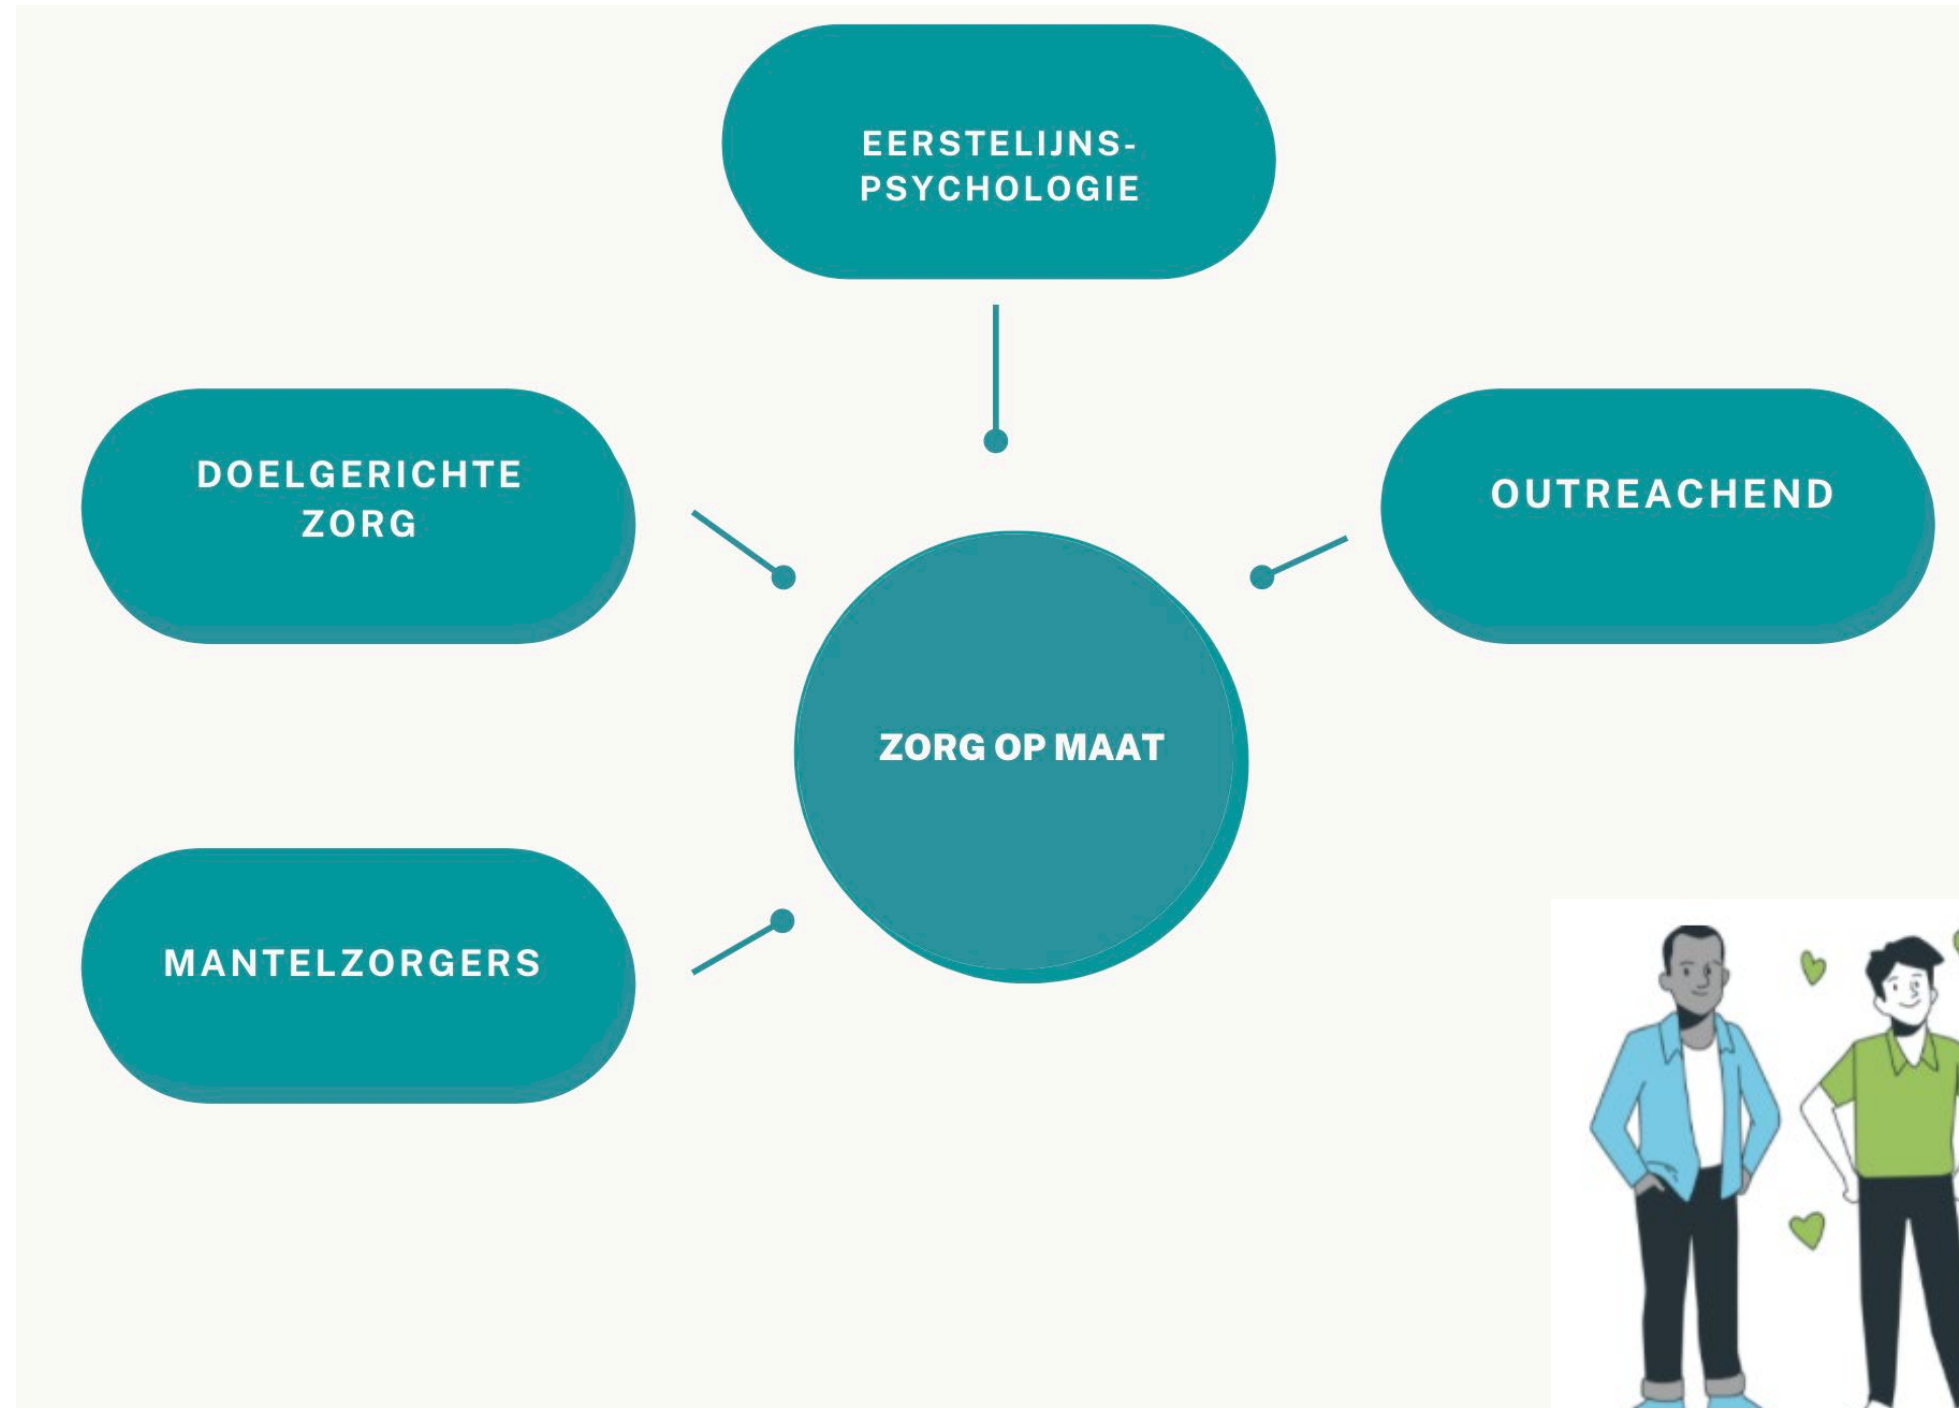 EERSTELIJNS-
PSYCHOLOGIE
DOELGERICHTE
ZORG
OUTREACHEND
ZORG OP MAAT
MANTELZORGERS